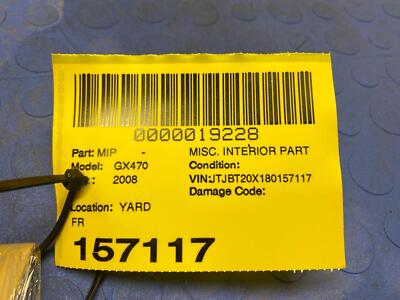 0000019228
Part: MIP - MISC. INTERIOR PART
Model: GX470 Condition:
: 2008 VIN:JTJBT20X180157117
Damage Code:
Location: YARD
FR
157117